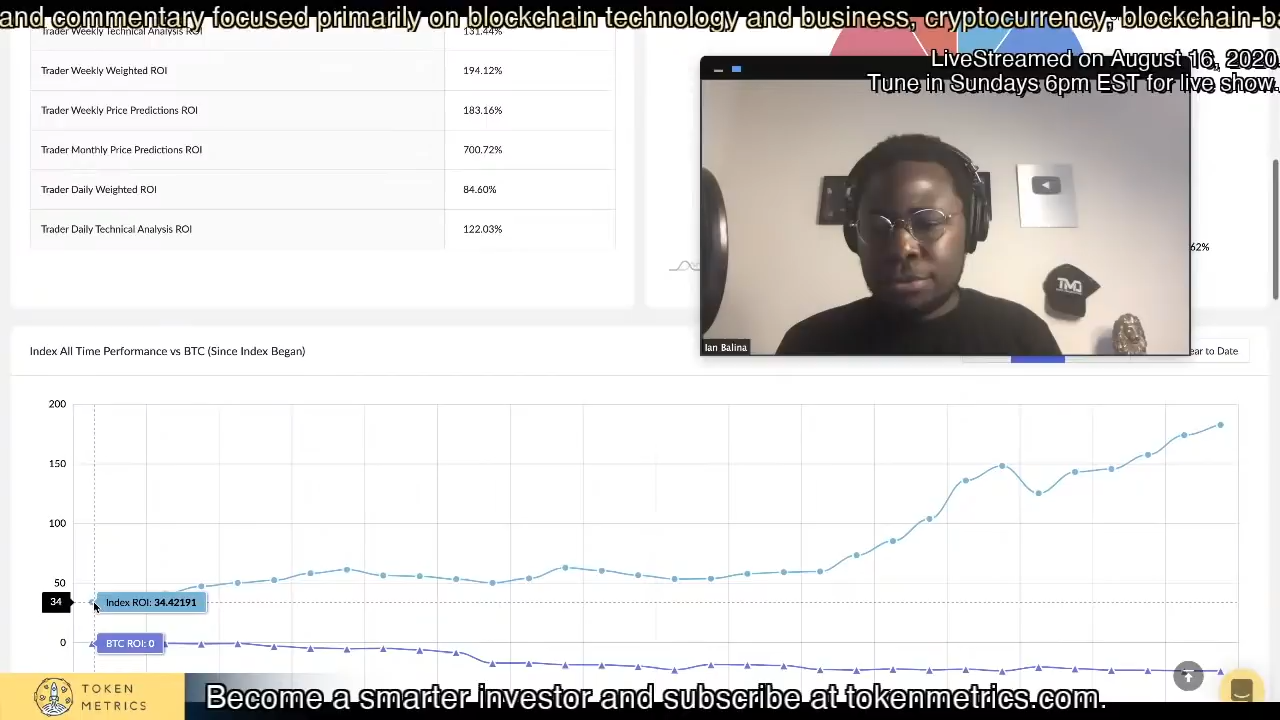 and commentary focused primarily on blockchain technology and business, cryptocurrency, blockchain-ba
LiveStreamed on August 16, 2020.
Tune in Sundays 6pm EST for live show.
Trader Weekly Technical Analysis ROI 131.44%
Trader Weekly Weighted ROI 194.12%
Trader Weekly Price Predictions ROI 183.16%
Trader Monthly Price Predictions ROI 700.72%
Trader Daily Weighted ROI 84.60%
Trader Daily Technical Analysis ROI 122.03%
62%
TMD
Ian Balina
Index All Time Performance vs BTC (Since Index Began)
ear to Date
200
150
100
50
34
Index ROI: 34.42191
0
BTC ROI: 0
TOKEN
METRICS
Become a smarter investor and subscribe at tokenmetrics.com.